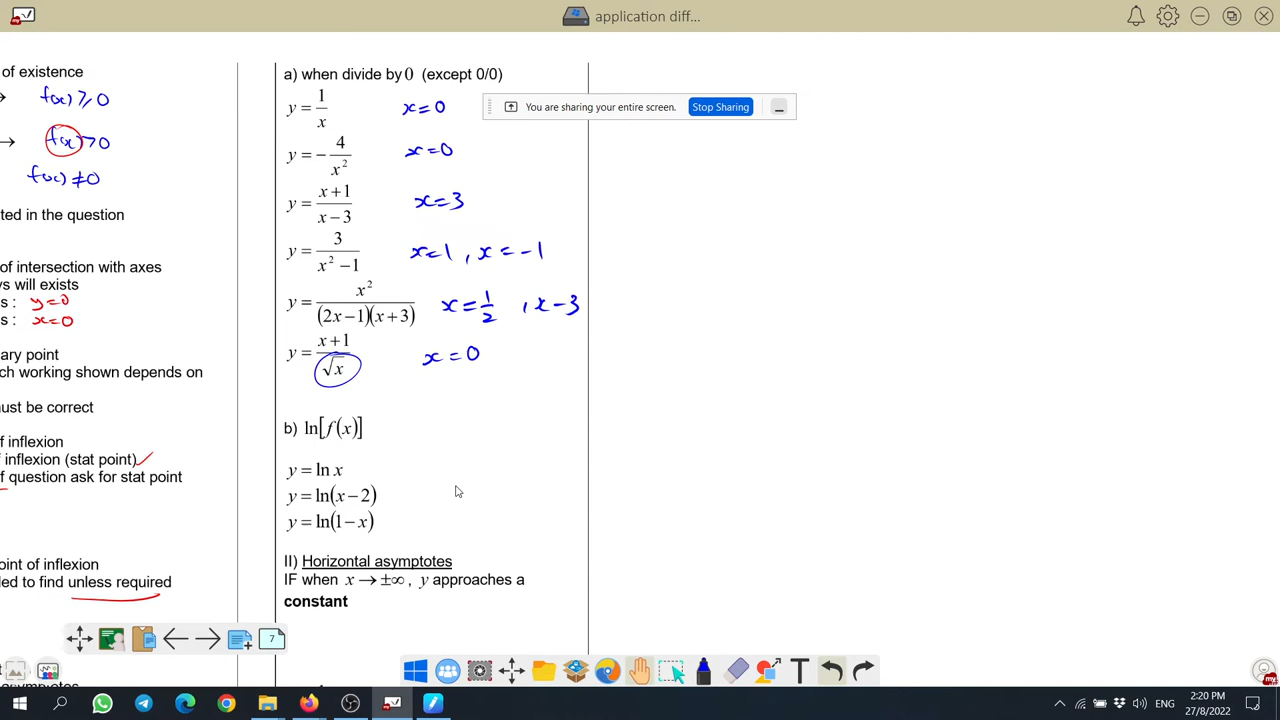 application diff...
of existence
f(x) ≥ 0
f(x) > 0
f(x) ≠ 0
ted in the question
of intersection with axes
ys will exists
s : y=0
s : x=0
ary point
ch working shown depends on
must be correct
f inflexion
f inflexion (stat point)
f question ask for stat point
oint of inflexion
led to find unless required
a) when divide by 0 (except 0/0)
y = 1/x x=0
y = - 4/x² x=0
y = (x+1)/(x-3) x=3
y = 3/(x²-1) x=1 , x=-1
y = x²/((2x-1)(x+3)) x=1/2 , x-3
y = (x+1)/√x x=0
b) ln[f(x)]
y = ln x
y = ln(x-2)
y = ln(1-x)
II) Horizontal asymptotes
IF when x → ±∞ , y approaches a
constant
You are sharing your entire screen. Stop Sharing
7
ENG
2:20 PM
27/8/2022